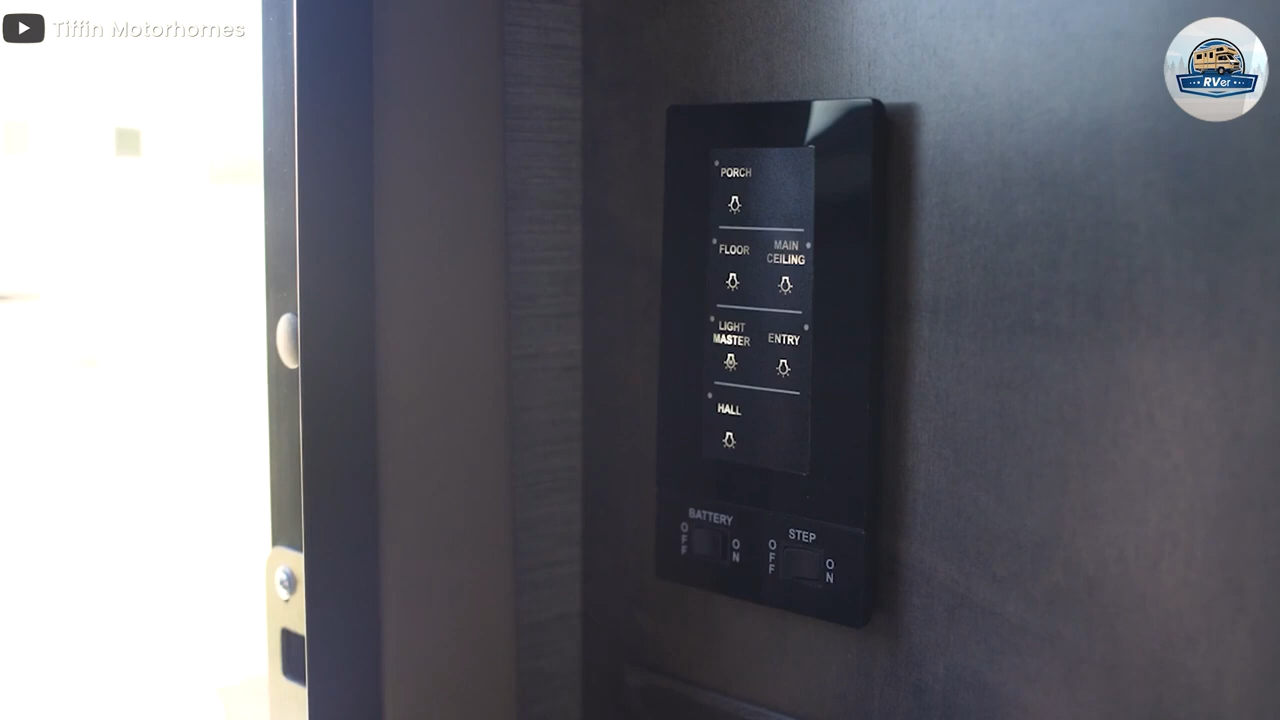 Tiffin Motorhomes
RVer
PORCH
FLOOR
MAIN
CEILING
LIGHT
MASTER
ENTRY
HALL
BATTERY
OFF
ON
STEP
OFF
ON